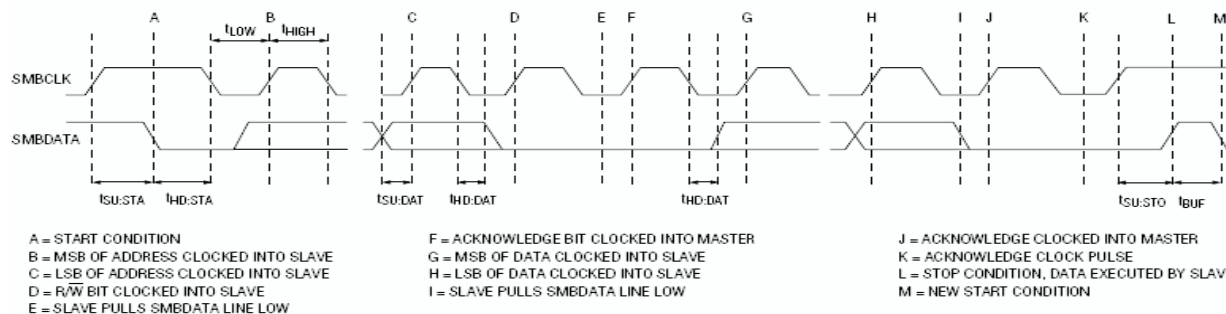 A B C D E F G H I J K L M
tLOW tHIGH
SMBCLK
SMBDATA
tSU:STA tHD:STA tSU:DAT tHD:DAT tHD:DAT tSU:STO tBUF
A = START CONDITION
B = MSB OF ADDRESS CLOCKED INTO SLAVE
C = LSB OF ADDRESS CLOCKED INTO SLAVE
D = R/W̅ BIT CLOCKED INTO SLAVE
E = SLAVE PULLS SMBDATA LINE LOW
F = ACKNOWLEDGE BIT CLOCKED INTO MASTER
G = MSB OF DATA CLOCKED INTO SLAVE
H = LSB OF DATA CLOCKED INTO SLAVE
I = SLAVE PULLS SMBDATA LINE LOW
J = ACKNOWLEDGE CLOCKED INTO MASTER
K = ACKNOWLEDGE CLOCK PULSE
L = STOP CONDITION, DATA EXECUTED BY SLAV
M = NEW START CONDITION